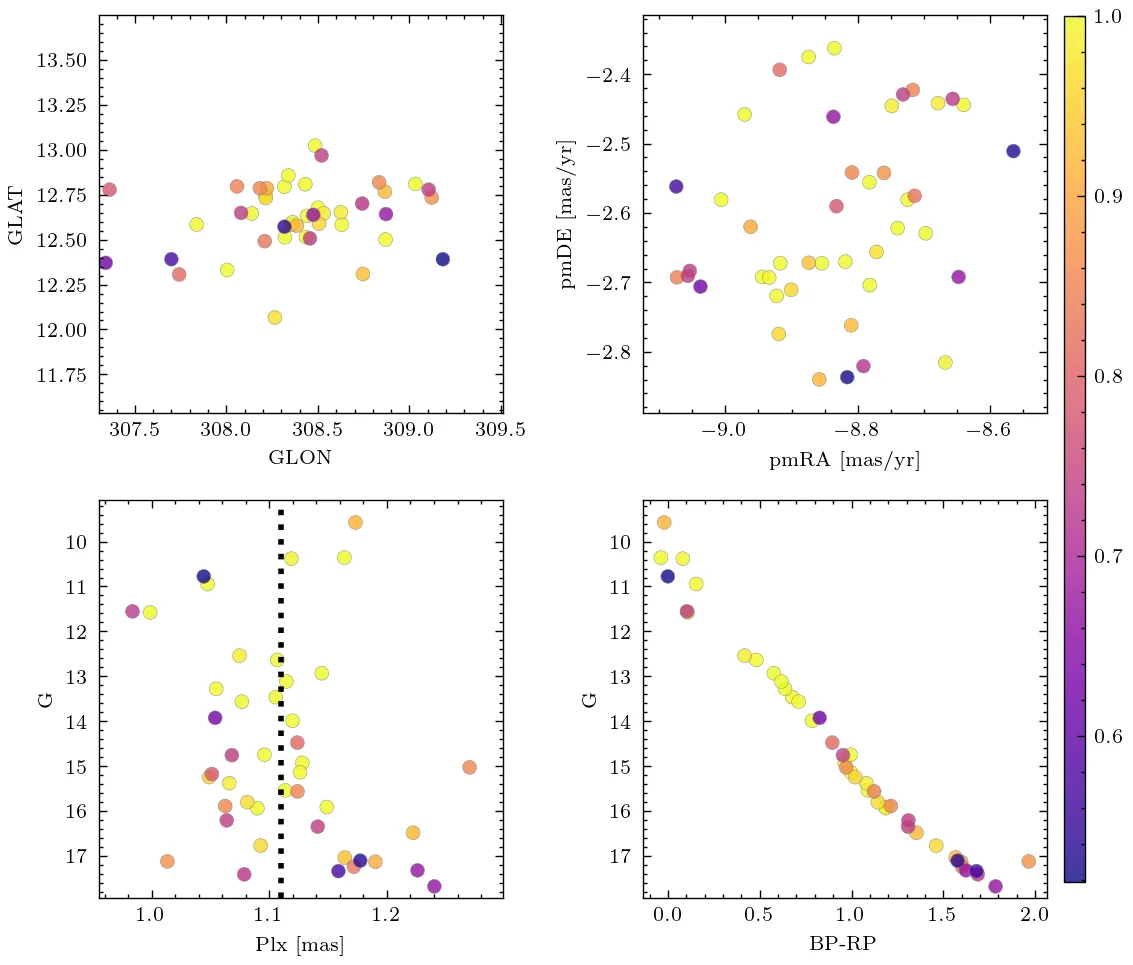 13.50
13.25
13.00
12.75
12.50
12.25
12.00
11.75
GLAT
307.5 308.0 308.5 309.0 309.5
GLON
−2.4
−2.5
−2.6
−2.7
−2.8
pmDE [mas/yr]
−9.0 −8.8 −8.6
pmRA [mas/yr]
1.0
0.9
0.8
0.7
0.6
10
11
12
13
14
15
16
17
G
1.0 1.1 1.2
Plx [mas]
10
11
12
13
14
15
16
17
G
0.0 0.5 1.0 1.5 2.0
BP-RP